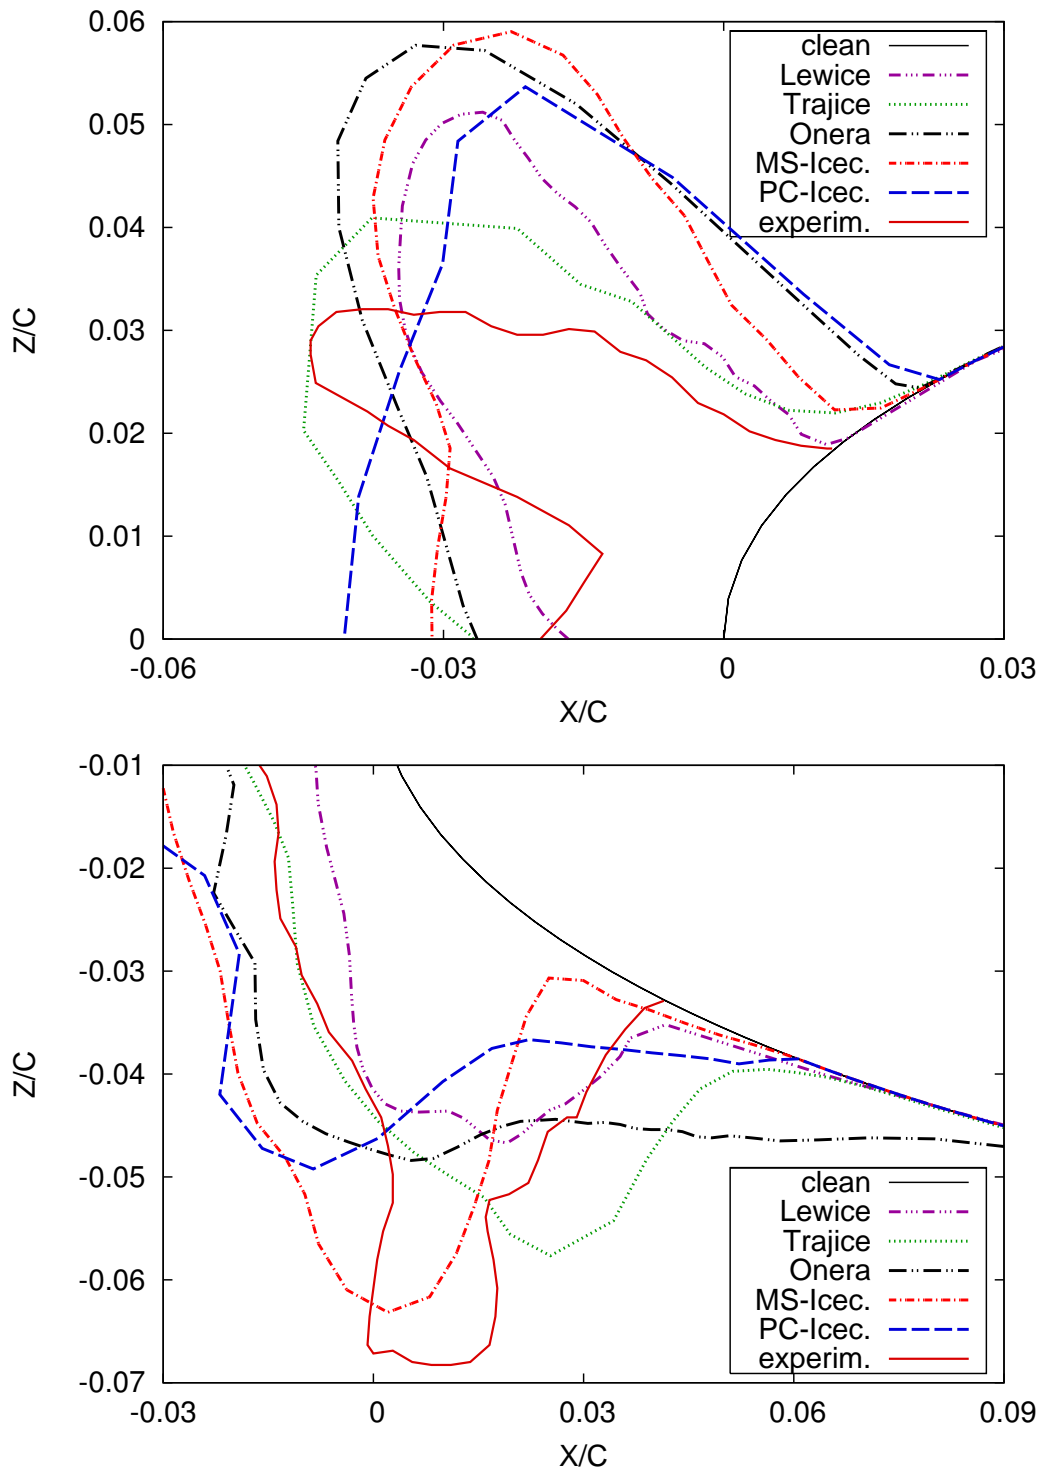 0.06
0.05
0.04
0.03
0.02
0.01
0
Z/C
-0.06
-0.03
0
0.03
X/C
clean
Lewice
Trajice
Onera
MS-Icec.
PC-Icec.
experim.
-0.01
-0.02
-0.03
-0.04
-0.05
-0.06
-0.07
Z/C
-0.03
0
0.03
0.06
0.09
X/C
clean
Lewice
Trajice
Onera
MS-Icec.
PC-Icec.
experim.